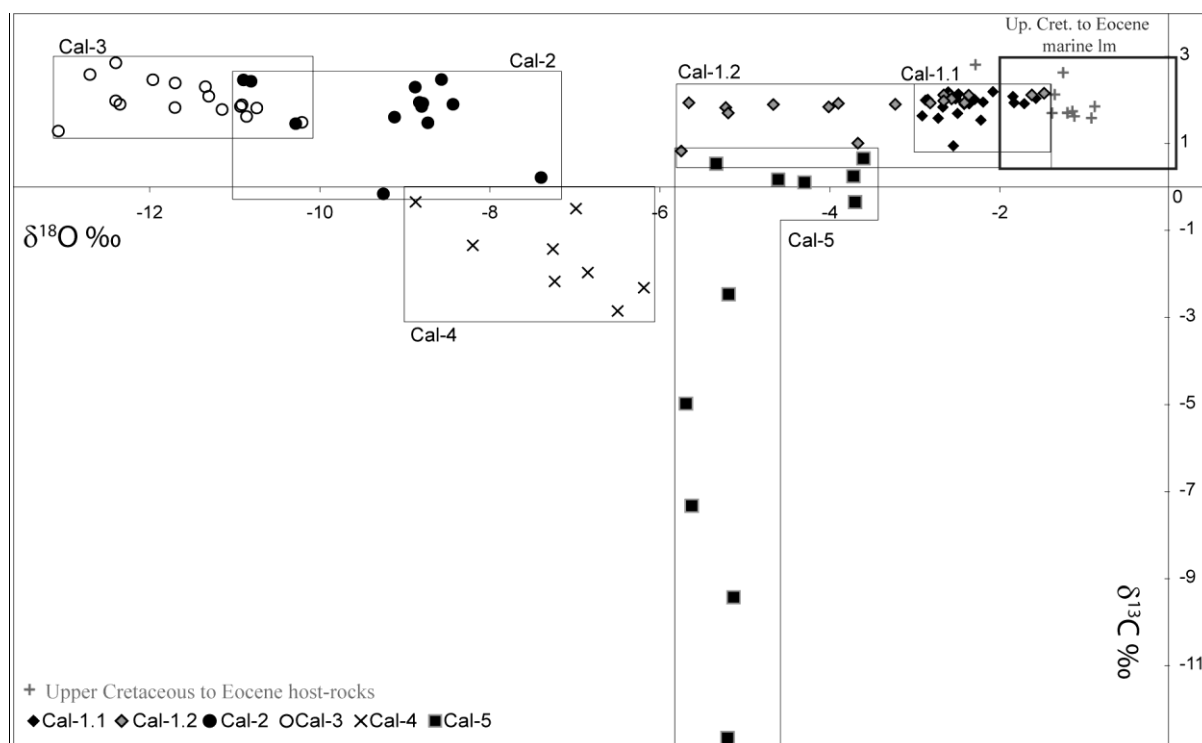 Up. Cret. to Eocene
marine lm
Cal-3
Cal-2
Cal-1.2
Cal-1.1
3
1
0
-12
-10
-8
-6
-4
-2
-1
δ18O ‰
Cal-5
Cal-4
-3
-5
-7
-9
δ13C ‰
-11
+ Upper Cretaceous to Eocene host-rocks
Cal-1.1 Cal-1.2 Cal-2 Cal-3 Cal-4 Cal-5